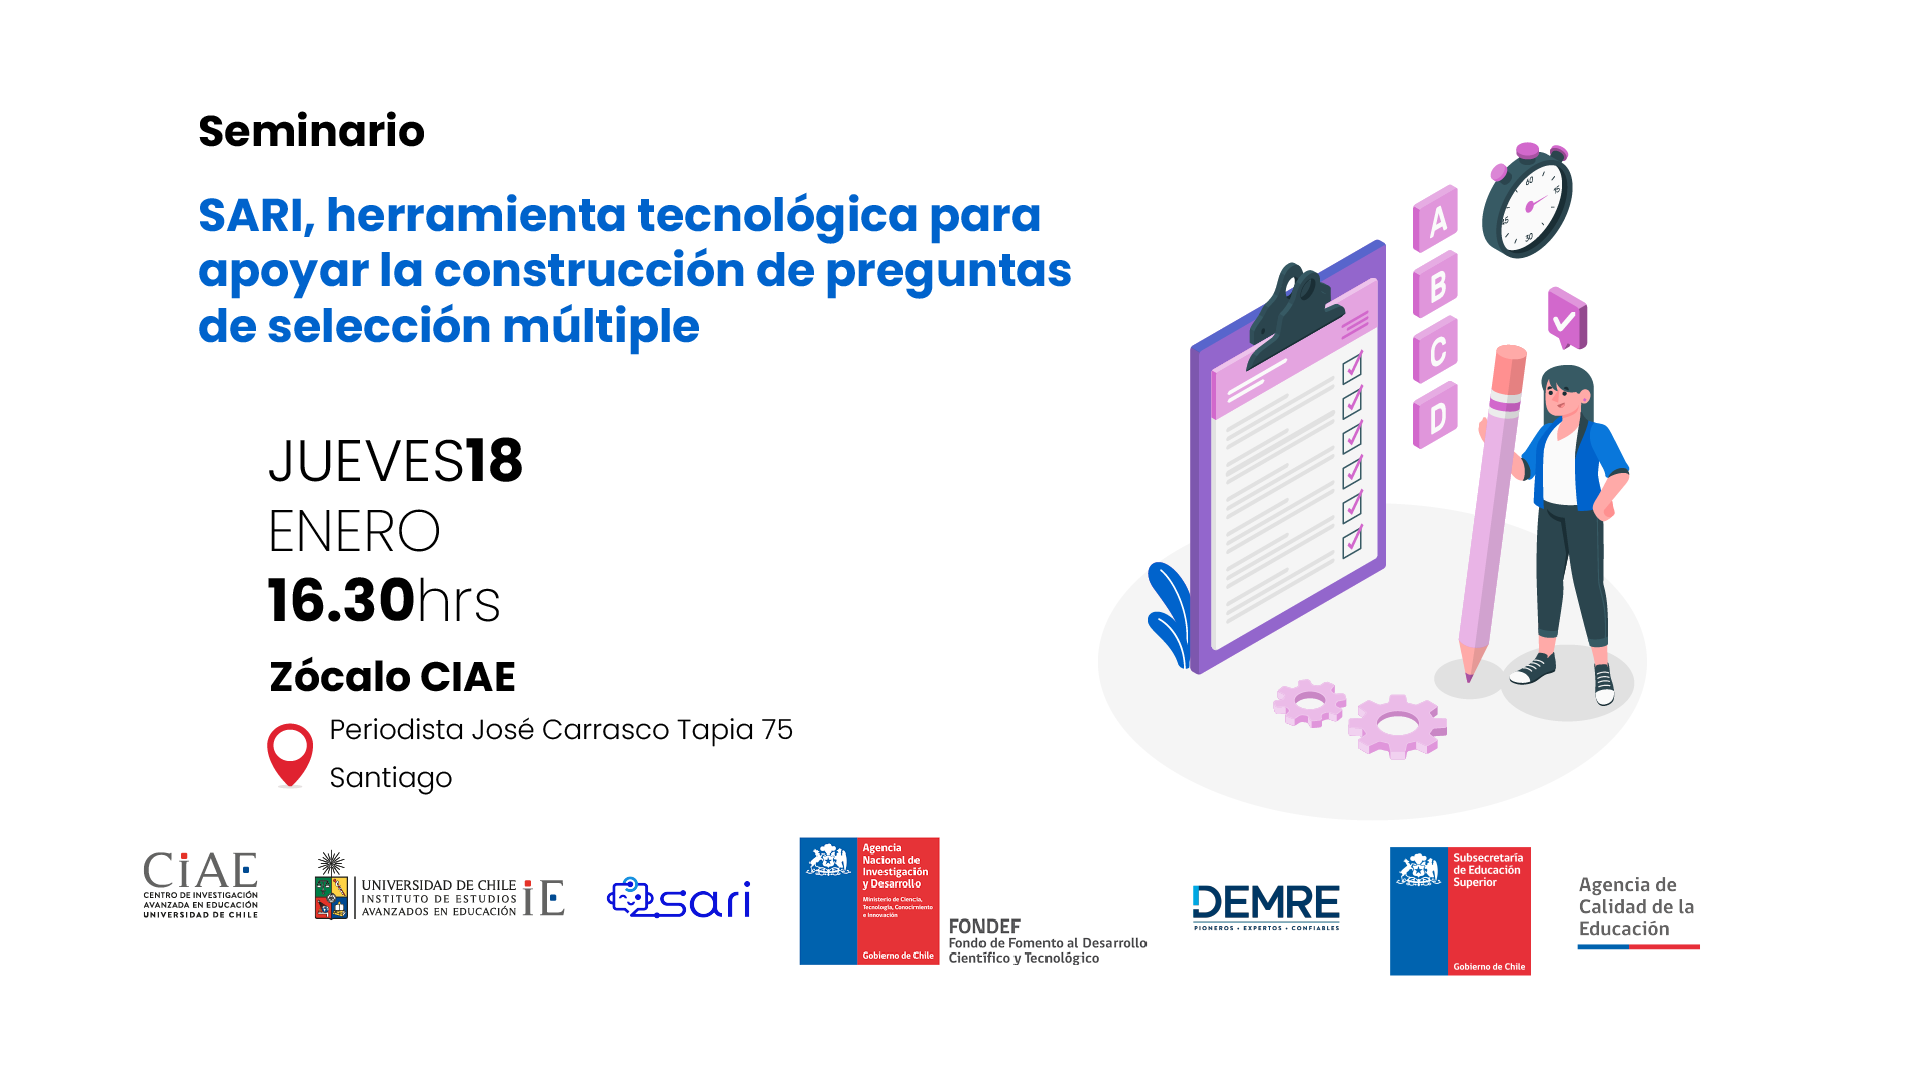 Seminario
SARI, herramienta tecnológica para
apoyar la construcción de preguntas
de selección múltiple
JUEVES18
ENERO
16.30hrs
Zócalo CIAE
Periodista José Carrasco Tapia 75
Santiago
A
B
C
D
60
15
30
CiAE
CENTRO DE INVESTIGACIÓN
AVANZADA EN EDUCACIÓN
UNIVERSIDAD DE CHILE
UNIVERSIDAD DE CHILE
INSTITUTO DE ESTUDIOS
AVANZADOS EN EDUCACIÓN
iE
sari
Agencia
Nacional de
Investigación
y Desarrollo
Ministerio de Ciencia,
Tecnología, Conocimiento
e Innovación
Gobierno de Chile
FONDEF
Fondo de Fomento al Desarrollo
Científico y Tecnológico
DEMRE
PIONEROS • EXPERTOS • CONFIABLES
Subsecretaría
de Educación
Superior
Gobierno de Chile
Agencia de
Calidad de la
Educación